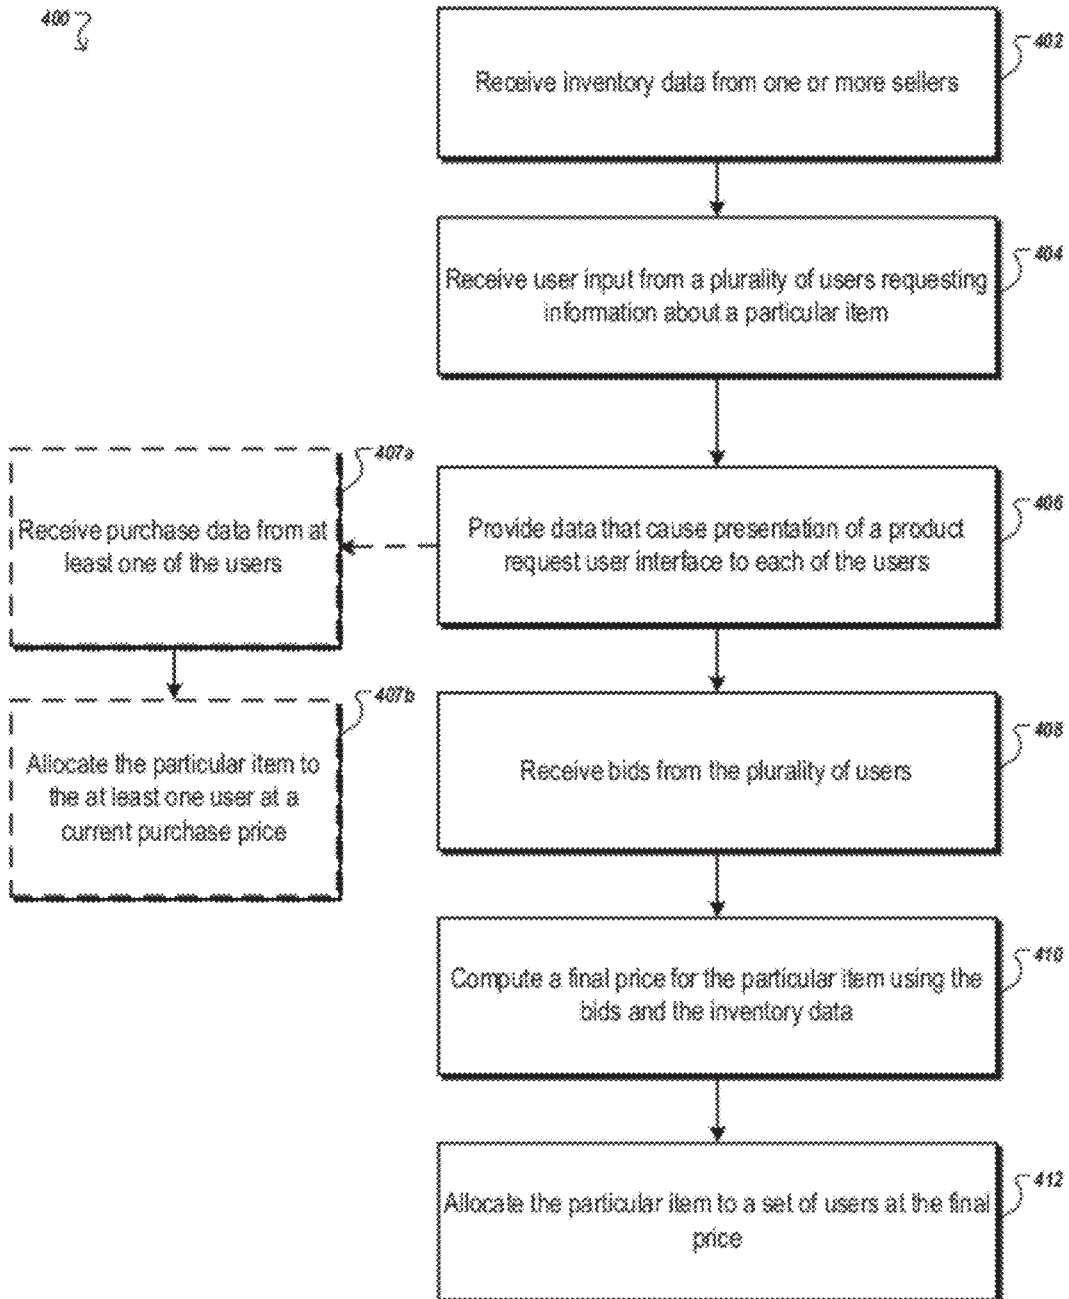 400
402
Receive inventory data from one or more sellers
404
Receive user input from a plurality of users requesting
information about a particular item
407a
Receive purchase data from at
least one of the users
406
Provide data that cause presentation of a product
request user interface to each of the users
407b
Allocate the particular item to
the at least one user at a
current purchase price
408
Receive bids from the plurality of users
410
Compute a final price for the particular item using the
bids and the inventory data
412
Allocate the particular item to a set of users at the final
price